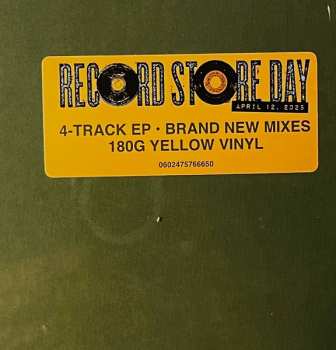 RECORD STORE DAY
APRIL 12, 2025
4-TRACK EP · BRAND NEW MIXES
180G YELLOW VINYL
0602475766650